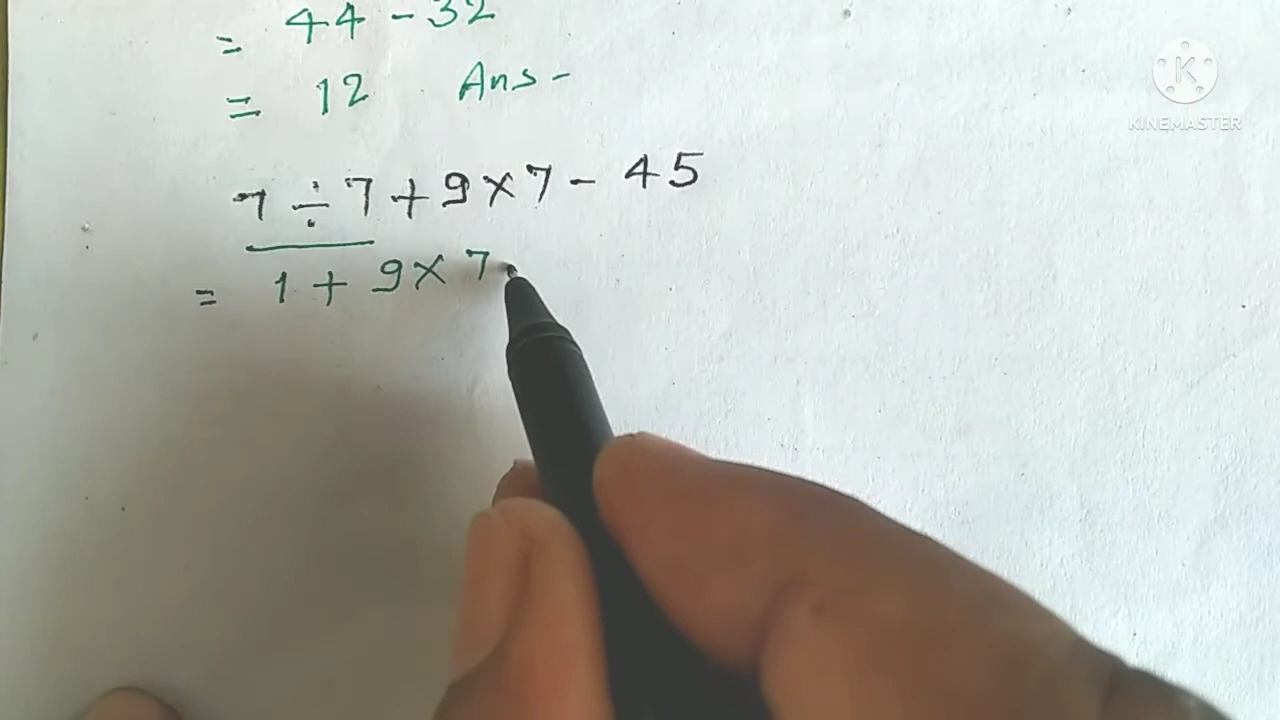 = 44 - 32
= 12 Ans -
7 ÷ 7 + 9 × 7 - 45
= 1 + 9 × 7
K
KINEMASTER